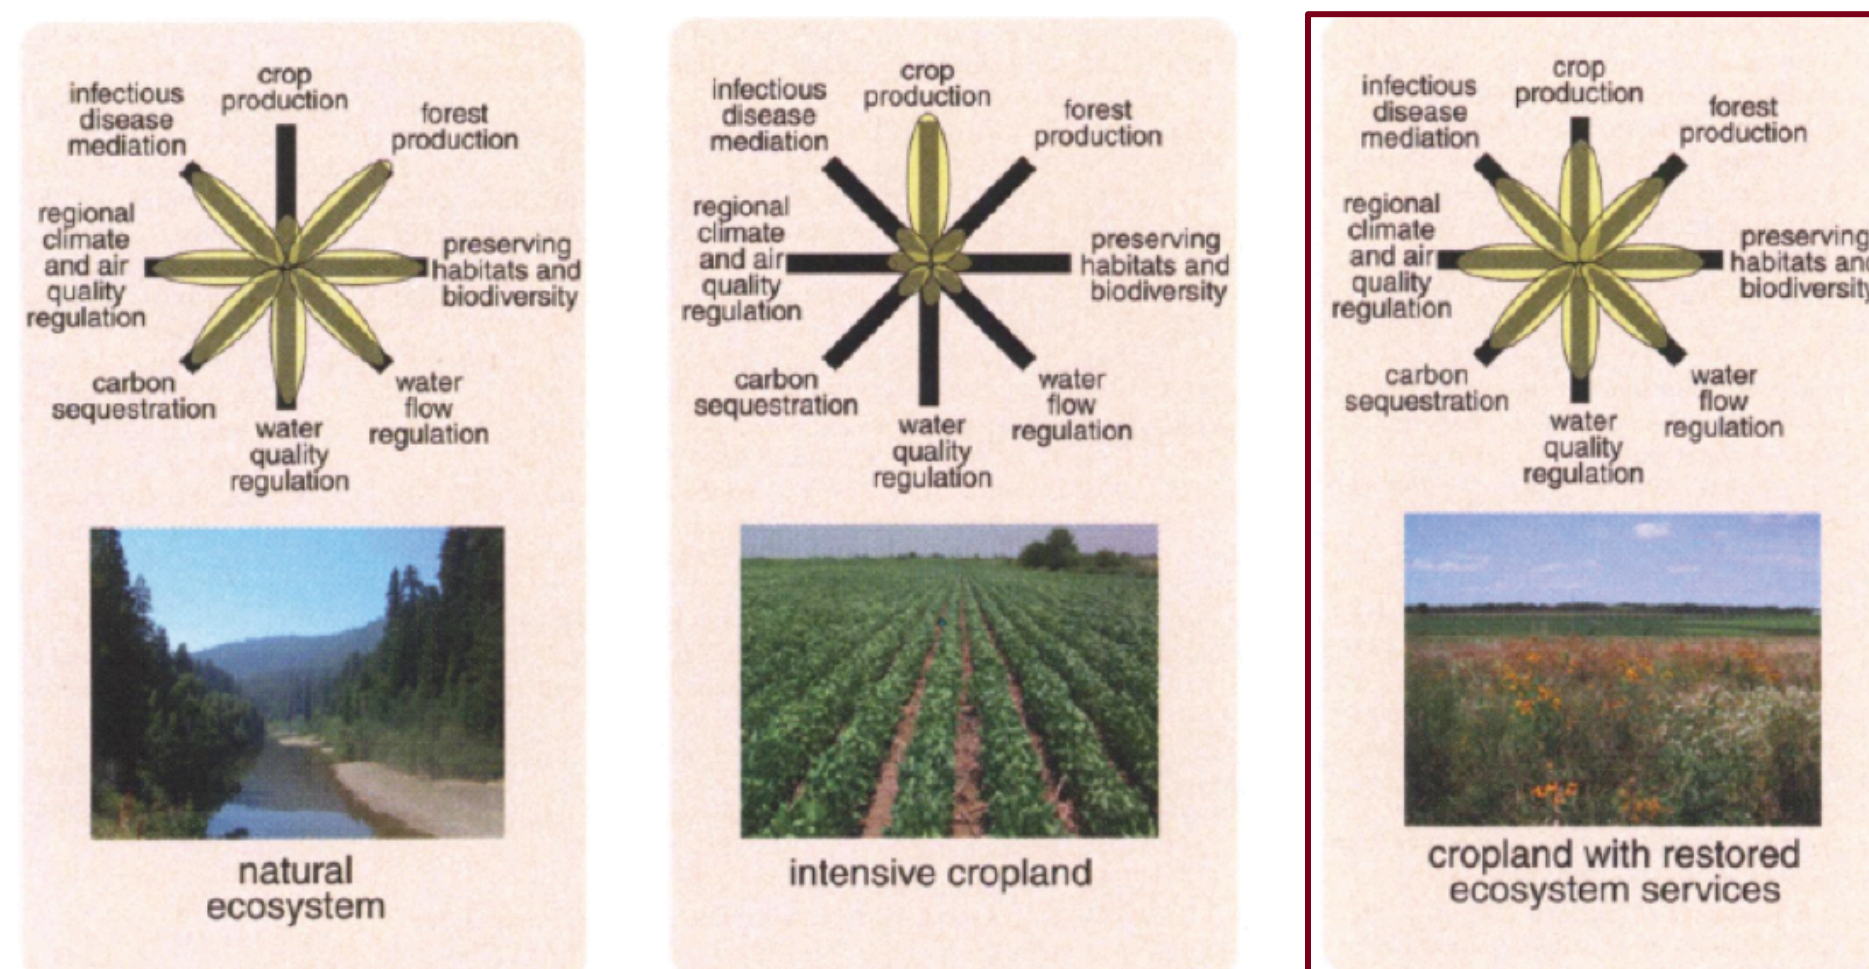 crop
production
forest
production
preserving
habitats and
biodiversity
water
flow
regulation
water
quality
regulation
carbon
sequestration
regional
climate
and air
quality
regulation
infectious
disease
mediation
natural
ecosystem
crop
production
forest
production
preserving
habitats and
biodiversity
water
flow
regulation
water
quality
regulation
carbon
sequestration
regional
climate
and air
quality
regulation
infectious
disease
mediation
intensive cropland
crop
production
forest
production
preserving
habitats and
biodiversity
water
flow
regulation
water
quality
regulation
carbon
sequestration
regional
climate
and air
quality
regulation
infectious
disease
mediation
cropland with restored
ecosystem services